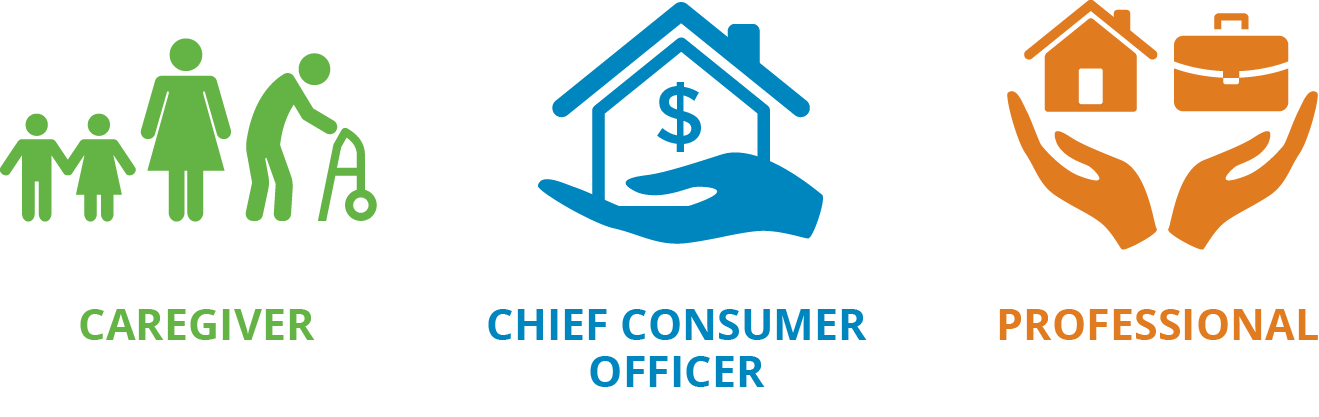 $
CAREGIVER
CHIEF CONSUMER
OFFICER
PROFESSIONAL